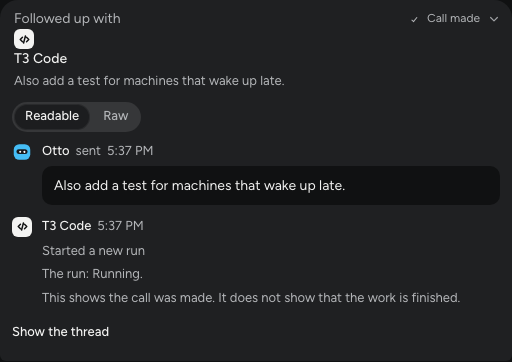 Followed up with
✓ Call made
</>
T3 Code
Also add a test for machines that wake up late.
Readable Raw
Otto sent 5:37 PM
Also add a test for machines that wake up late.
</> T3 Code 5:37 PM
Started a new run
The run: Running.
This shows the call was made. It does not show that the work is finished.
Show the thread